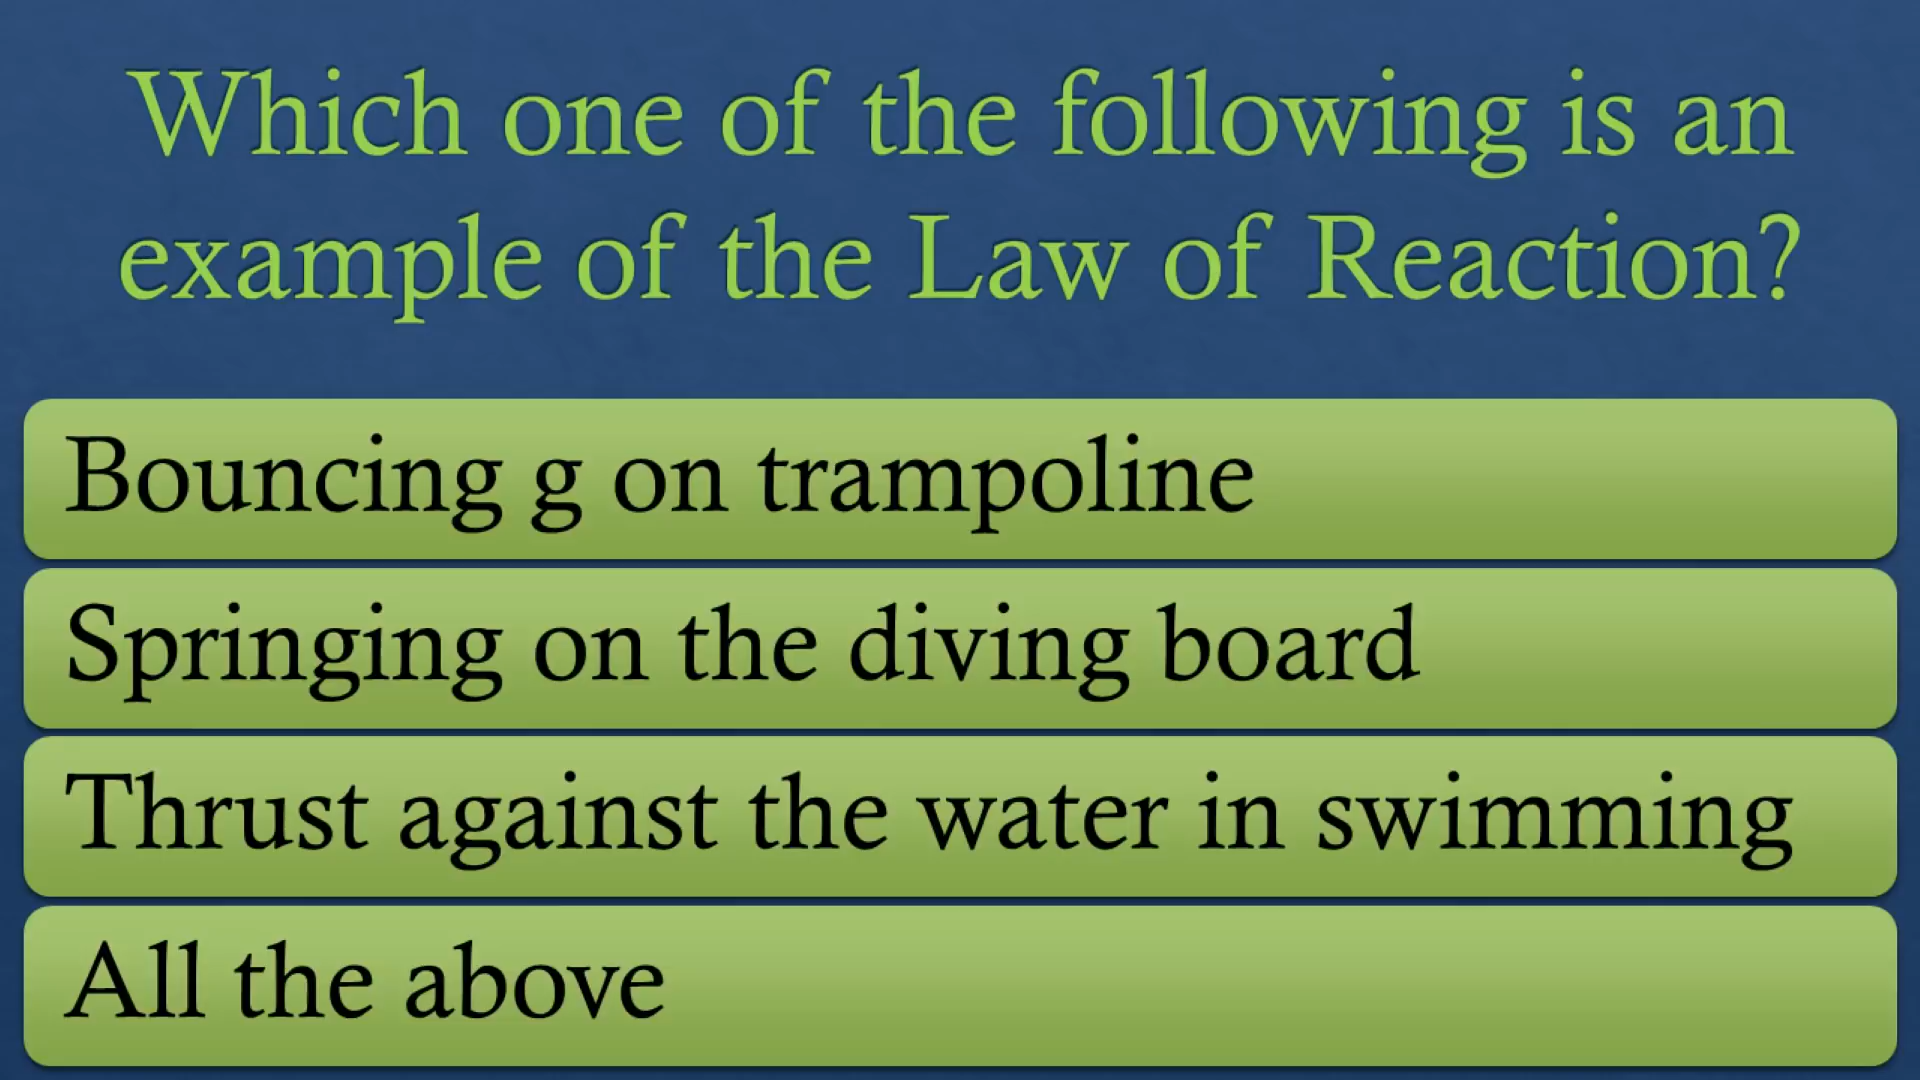 Which one of the following is an
example of the Law of Reaction?
Bouncing g on trampoline
Springing on the diving board
Thrust against the water in swimming
All the above